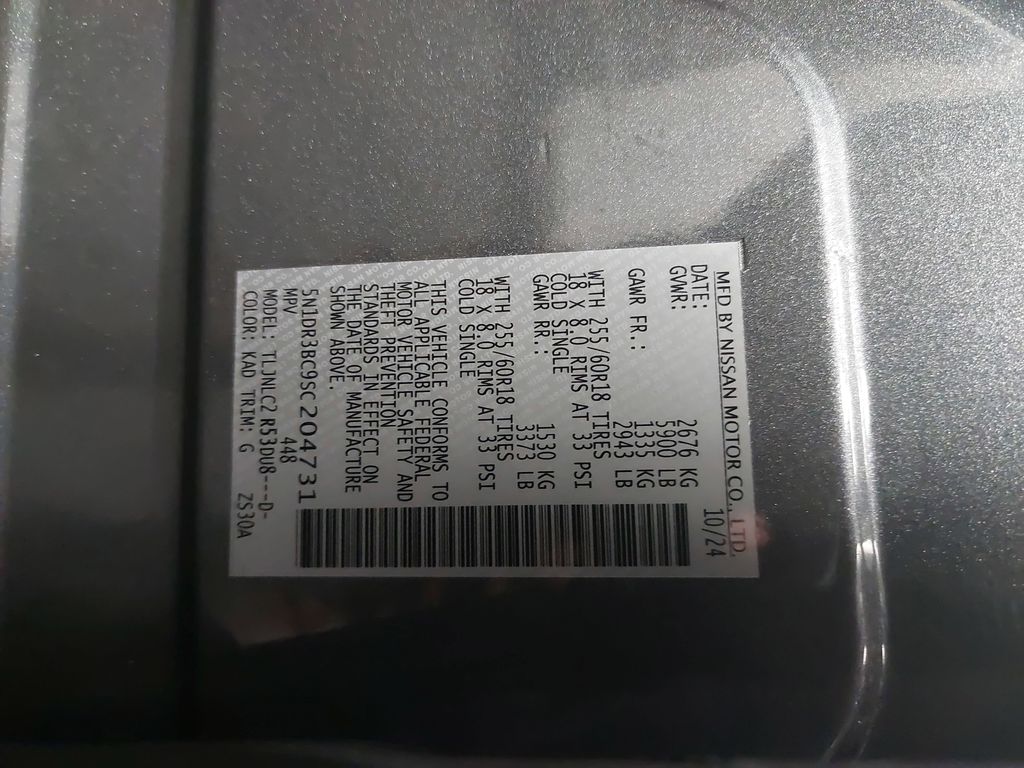 MFD BY NISSAN MOTOR CO., LTD.
DATE: 10/24
GVWR: 2676 KG
5900 LB
GAWR FR.: 1335 KG
2943 LB
WITH 255/60R18 TIRES
18 X 8.0 RIMS AT 33 PSI
COLD SINGLE
GAWR RR.: 1530 KG
3373 LB
WITH 255/60R18 TIRES
18 X 8.0 RIMS AT 33 PSI
COLD SINGLE
THIS VEHICLE CONFORMS TO
ALL APPLICABLE FEDERAL
MOTOR VEHICLE SAFETY AND
THEFT PREVENTION
STANDARDS IN EFFECT ON
THE DATE OF MANUFACTURE
SHOWN ABOVE.
5N1DR3BC9SC204731
MPV 448
MODEL: TLJNLC2 R53DU8---D-
COLOR: KAD TRIM: G ZS30A